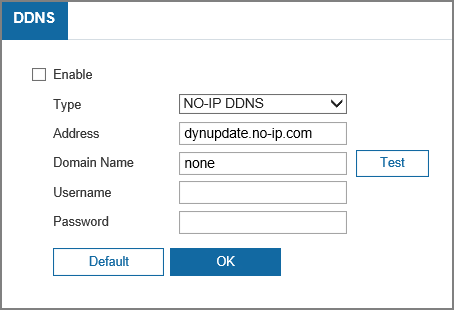 DDNS
Enable
Type NO-IP DDNS
Address dynupdate.no-ip.com
Domain Name none Test
Username
Password
Default OK